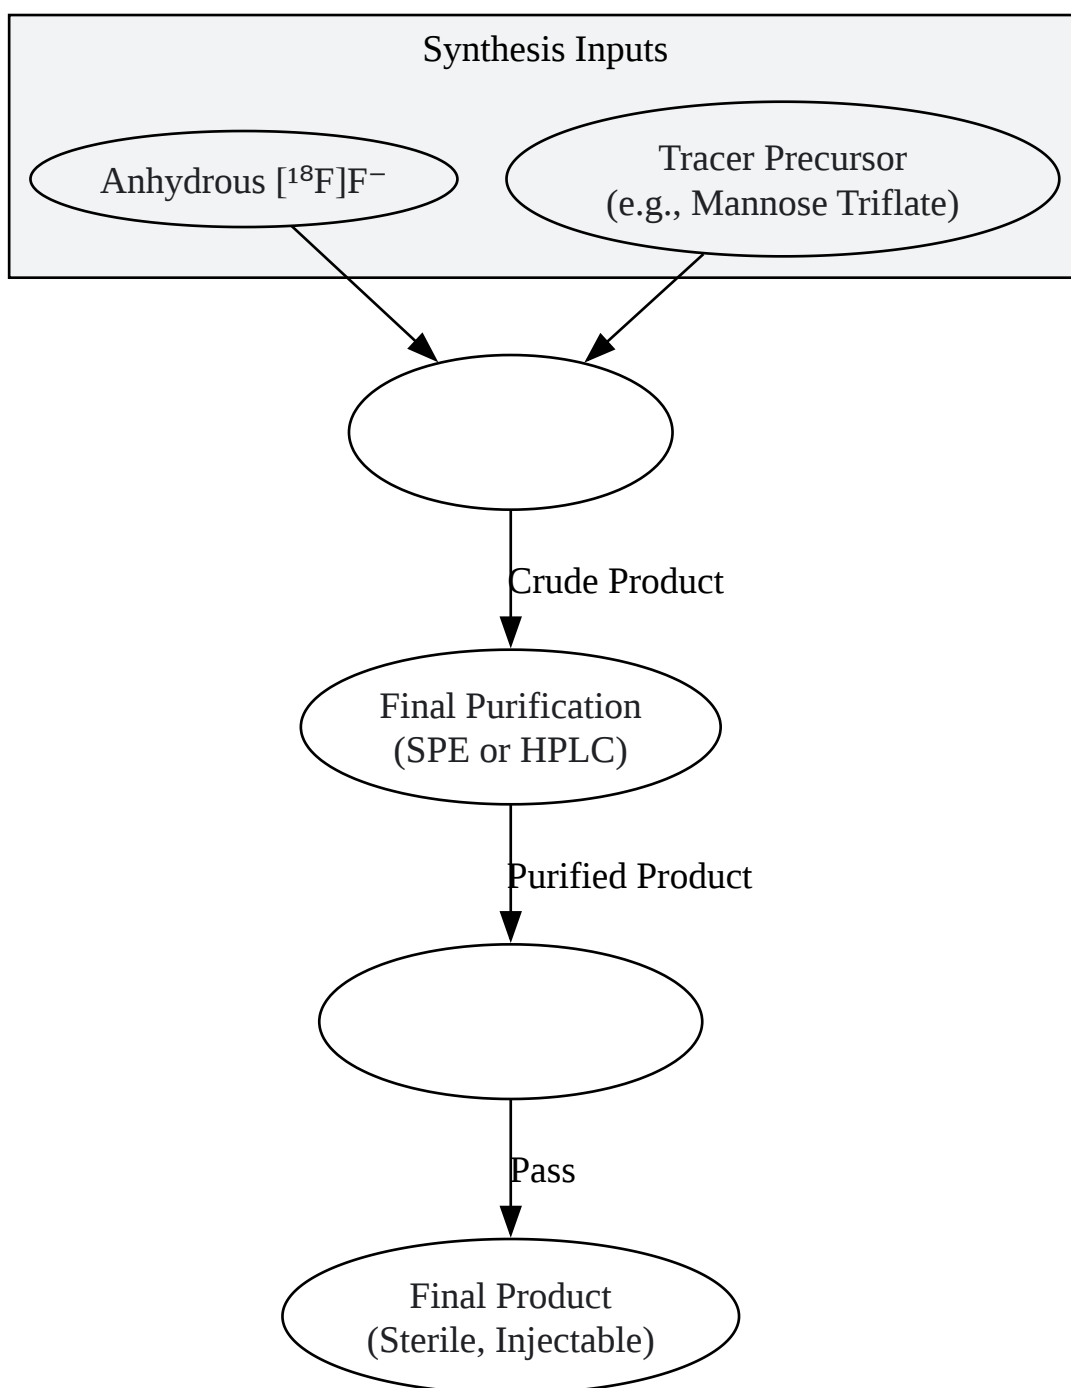 Synthesis Inputs
Anhydrous [¹⁸F]F⁻
Tracer Precursor
(e.g., Mannose Triflate)
Crude Product
Final Purification
(SPE or HPLC)
Purified Product
Pass
Final Product
(Sterile, Injectable)